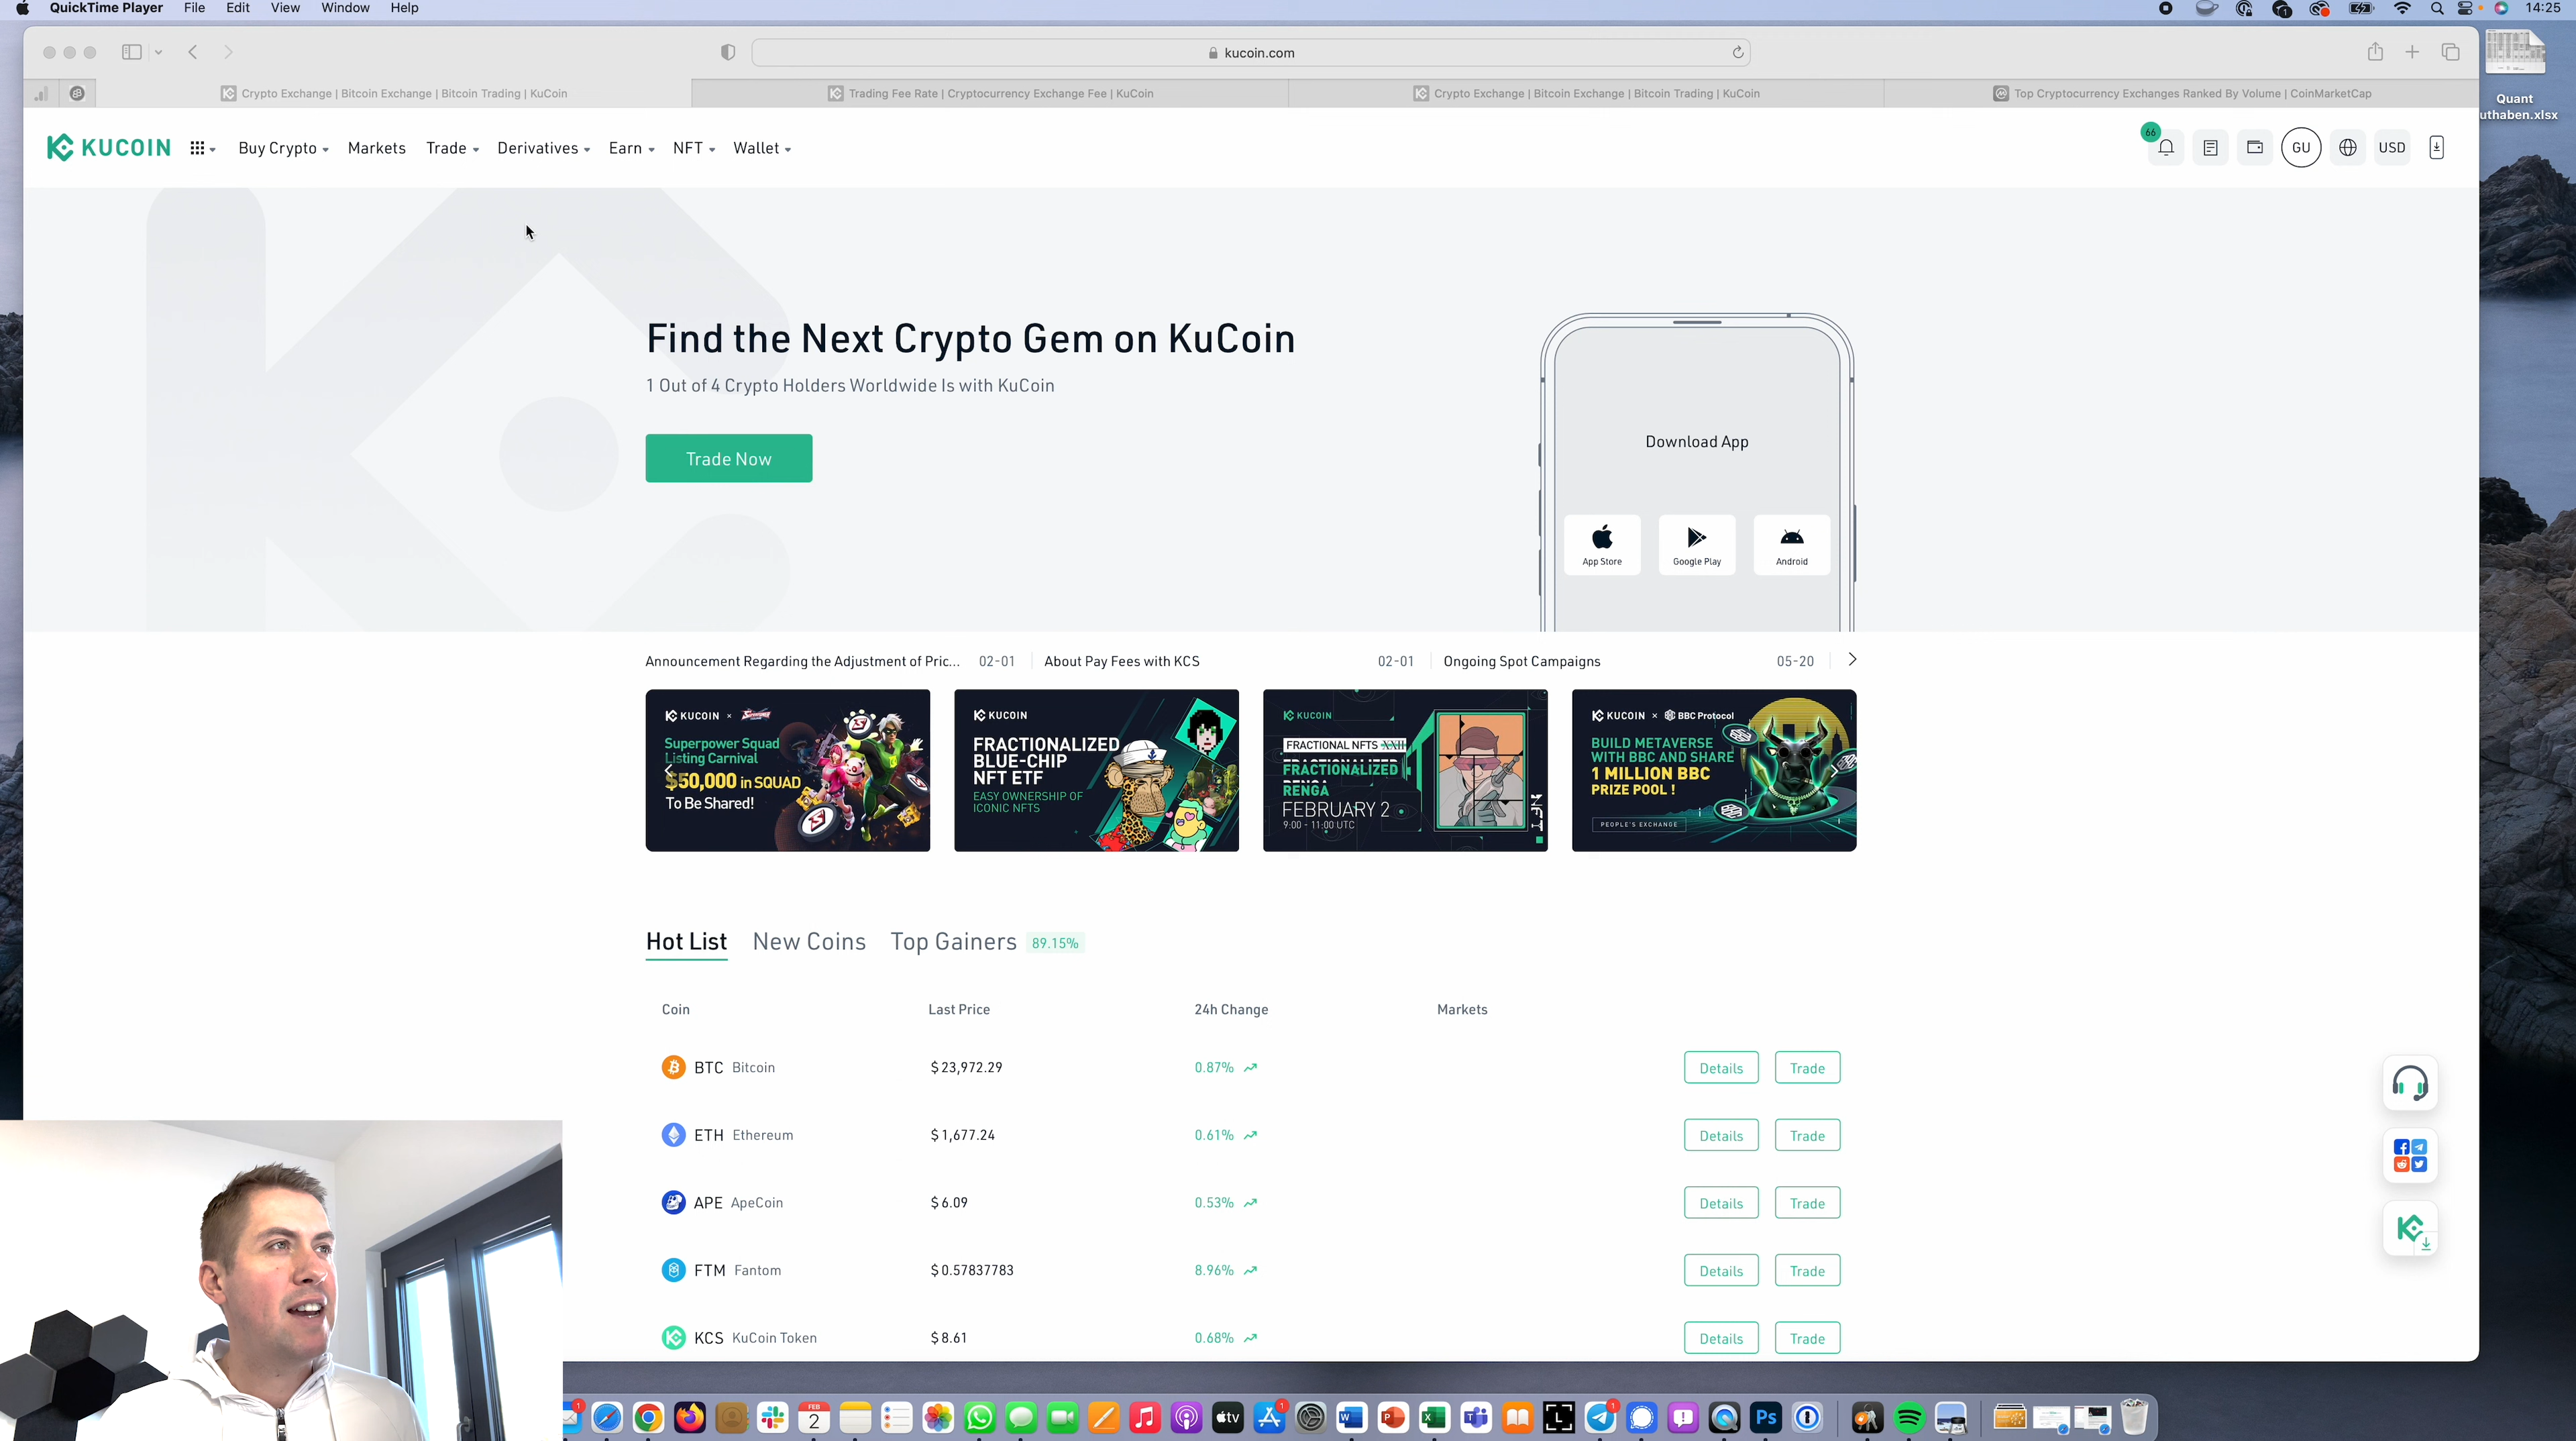 QuickTime Player File Edit View Window Help 14:25
kucoin.com
Crypto Exchange | Bitcoin Exchange | Bitcoin Trading | KuCoin
Trading Fee Rate | Cryptocurrency Exchange Fee | KuCoin
Crypto Exchange | Bitcoin Exchange | Bitcoin Trading | KuCoin
Top Cryptocurrency Exchanges Ranked By Volume | CoinMarketCap
Quant
uthaben.xlsx
KUCOIN Buy Crypto Markets Trade Derivatives Earn NFT Wallet 66 GU USD
Find the Next Crypto Gem on KuCoin
1 Out of 4 Crypto Holders Worldwide Is with KuCoin
Trade Now
Download App
App Store Google Play Android
Announcement Regarding the Adjustment of Pric... 02-01 About Pay Fees with KCS 02-01 Ongoing Spot Campaigns 05-20
KUCOIN ×
Superpower Squad
Listing Carnival
$50,000 in SQUAD
To Be Shared!
KUCOIN
FRACTIONALIZED
BLUE-CHIP
NFT ETF
EASY OWNERSHIP OF
ICONIC NFTS
KUCOIN
FRACTIONAL NFTS XXII
FRACTIONALIZED
RENGA
FEBRUARY 2
9:00 - 11:00 UTC
NFT
KUCOIN × BBC Protocol
BUILD METAVERSE
WITH BBC AND SHARE
1 MILLION BBC
PRIZE POOL !
PEOPLE'S EXCHANGE
Hot List New Coins Top Gainers 89.15%
Coin Last Price 24h Change Markets
BTC Bitcoin $ 23,972.29 0.87% Details Trade
ETH Ethereum $ 1,677.24 0.61% Details Trade
APE ApeCoin $ 6.09 0.53% Details Trade
FTM Fantom $ 0.57837783 8.96% Details Trade
KCS KuCoin Token $ 8.61 0.68% Details Trade
1 FEB 2 tv 1 W P X T L 1 Ps